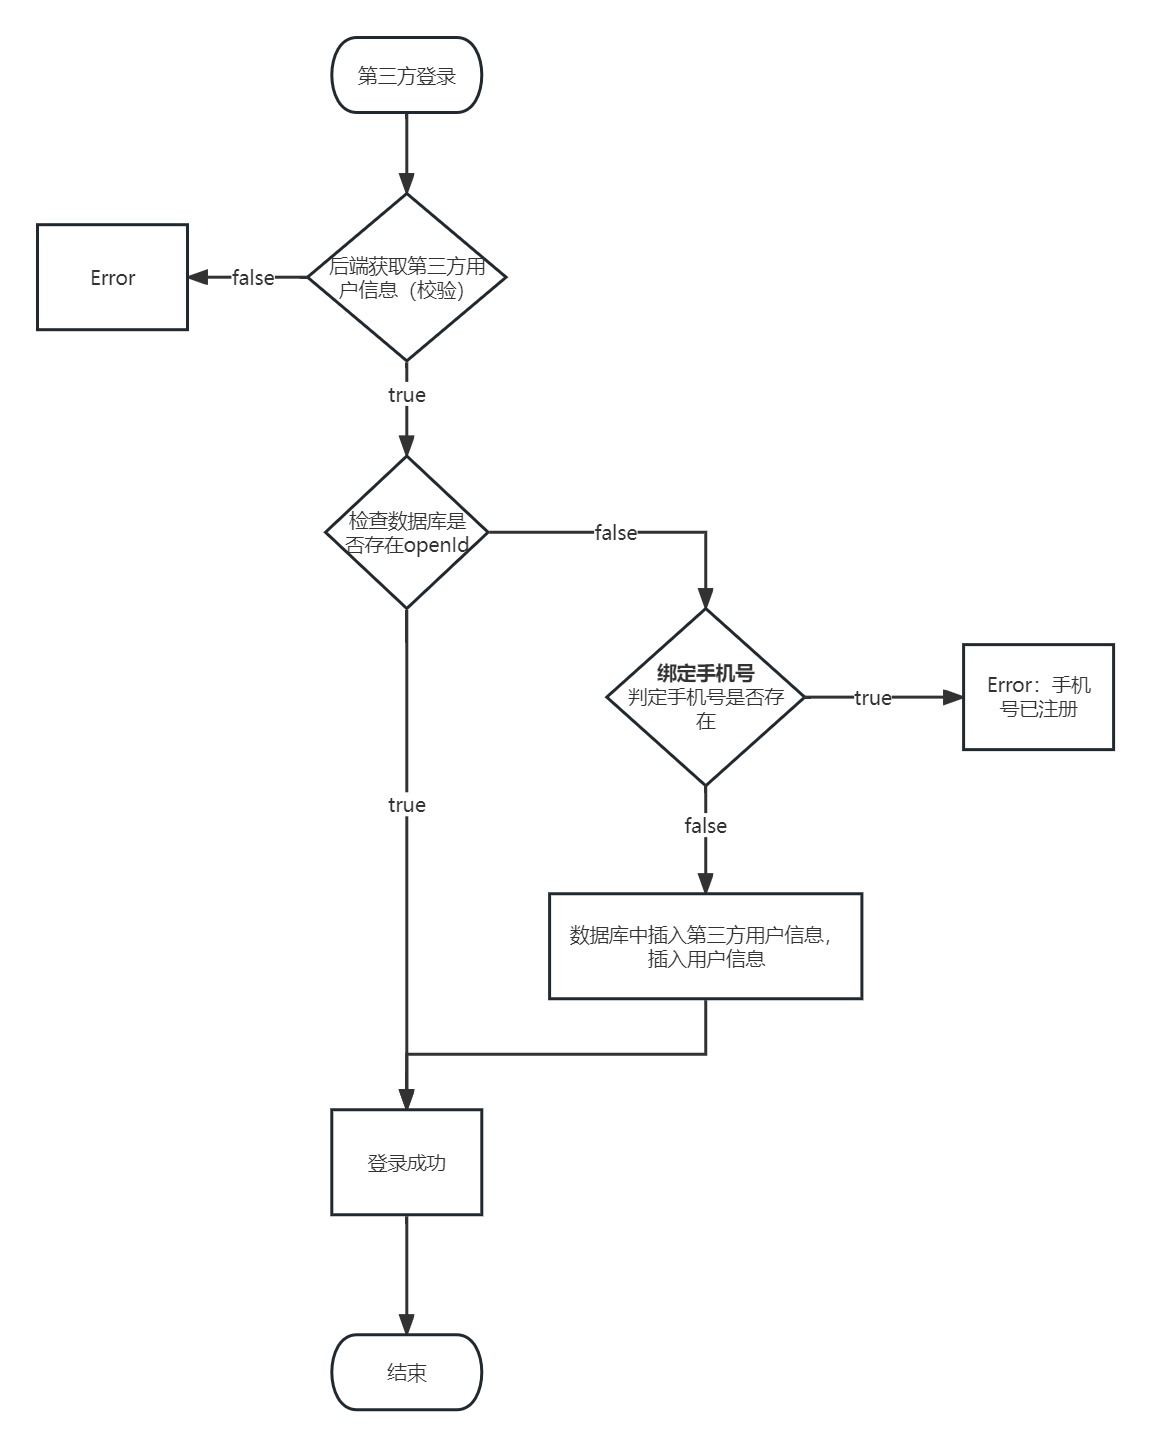 第三方登录
后端获取第三方用
户信息（校验）
false
Error
true
检查数据库是
否存在openId
false
绑定手机号
判定手机号是否存
在
true
Error：手机
号已注册
true
false
数据库中插入第三方用户信息，
插入用户信息
登录成功
结束